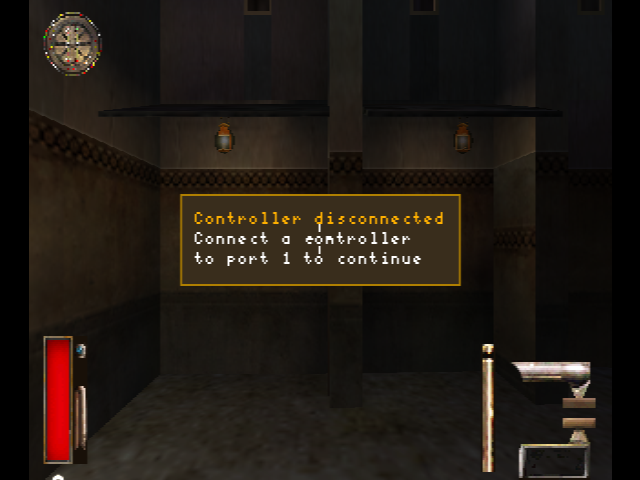 Controller disconnected
Connect a controller
to port 1 to continue